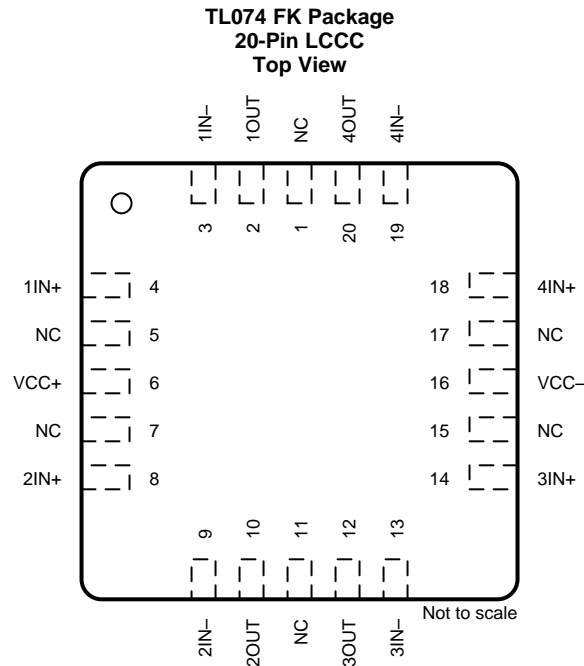 TL074 FK Package
20-Pin LCCC
Top View
1IN–
1OUT
NC
4OUT
4IN–
3
2
1
20
19
1IN+ 4
NC 5
VCC+ 6
NC 7
2IN+ 8
18 4IN+
17 NC
16 VCC–
15 NC
14 3IN+
9
10
11
12
13
2IN–
2OUT
NC
3OUT
3IN–
Not to scale